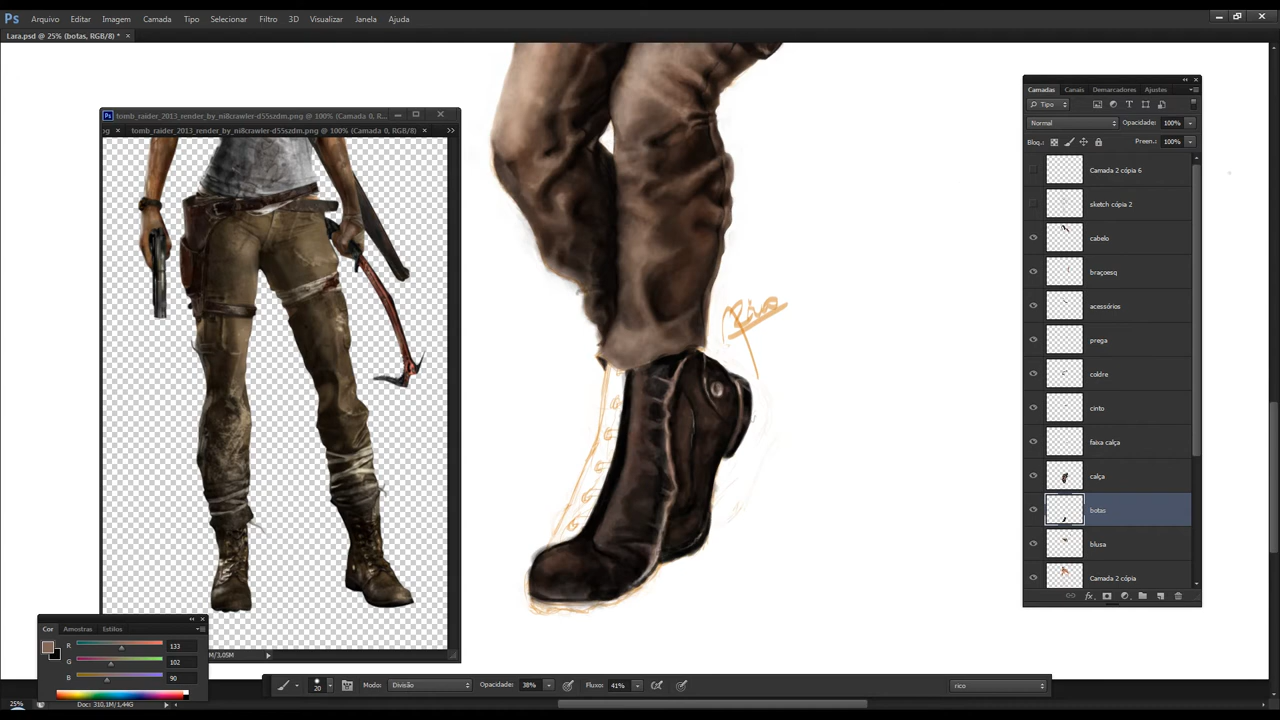 Ps Arquivo Editar Imagem Camada Tipo Selecionar Filtro 3D Visualizar Janela Ajuda
Lara.psd @ 25% (botas, RGB/8) * ×
Ps tomb_raider_2013_render_by_ni8crawler-d55szdm.png @ 100% (Camada 0, R...
tomb_raider_2013_render_by_ni8crawler-d55szdm.png @ 100% (Camada 0, RGB/8) ×
Camadas Canais Demarcadores Ajustes
Tipo
Normal Opacidade: 100%
Bloq.: Preen.: 100%
Camada 2 cópia 6
sketch cópia 2
cabelo
braçoesq
acessórios
prega
coldre
cinto
faixa calça
calça
botas
blusa
Camada 2 cópia
Cor Amostras Estilos
R 133
G 102
B 90
M/3,05M
20 Modo: Divisão Opacidade: 38% Fluxo: 41% rico
25% Doc: 310,1M/1,44G